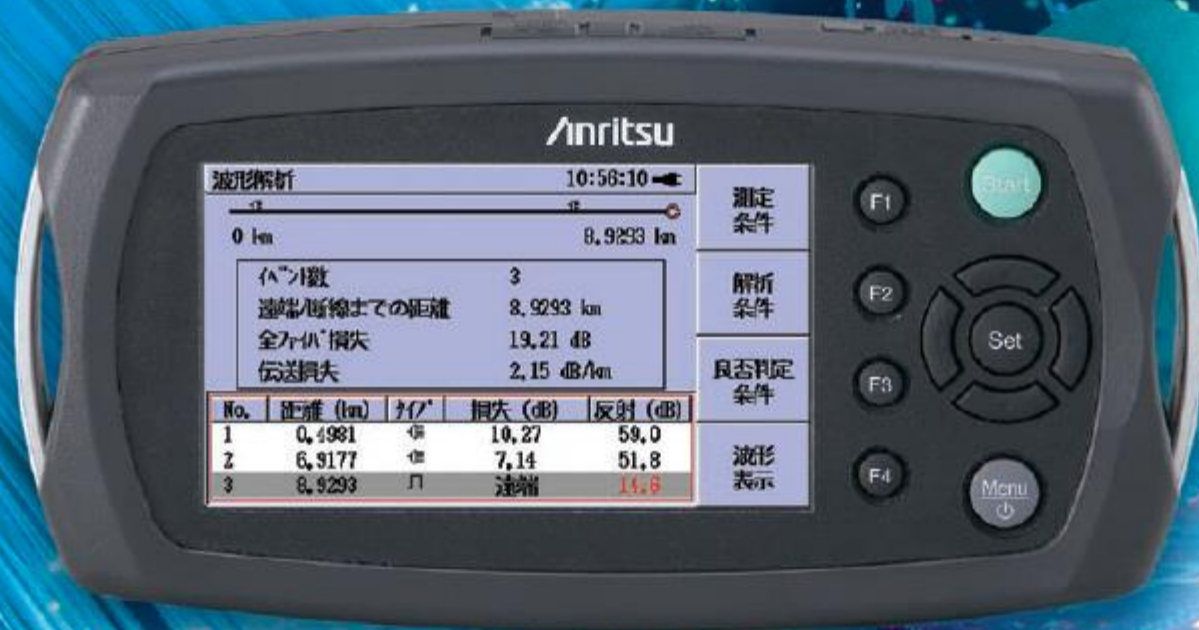 Anritsu
波形解析 10:56:10
0 km 8.9293 km
イベント数 3
遠端/断線までの距離 8.9293 km
全ファイバ損失 19.21 dB
伝送損失 2.15 dB/km
No. 距離 (km) タイプ 損失 (dB) 反射 (dB)
1 0.4981 10.27 59.0
2 6.9177 7.14 51.8
3 8.9293 遠端 14.6
測定
条件
解析
条件
良否判定
条件
波形
表示
F1
F2
F3
F4
Start
Set
Menu